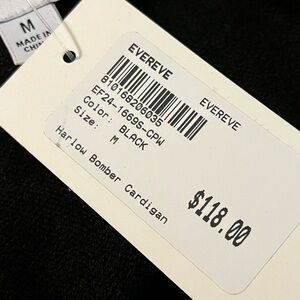 M
MADE IN
CHINA
EVEREVE
EVEREVE
810168206035
EF24-16695-CPW
Color: BLACK
Size: M
Harlow Bomber Cardigan
$118.00